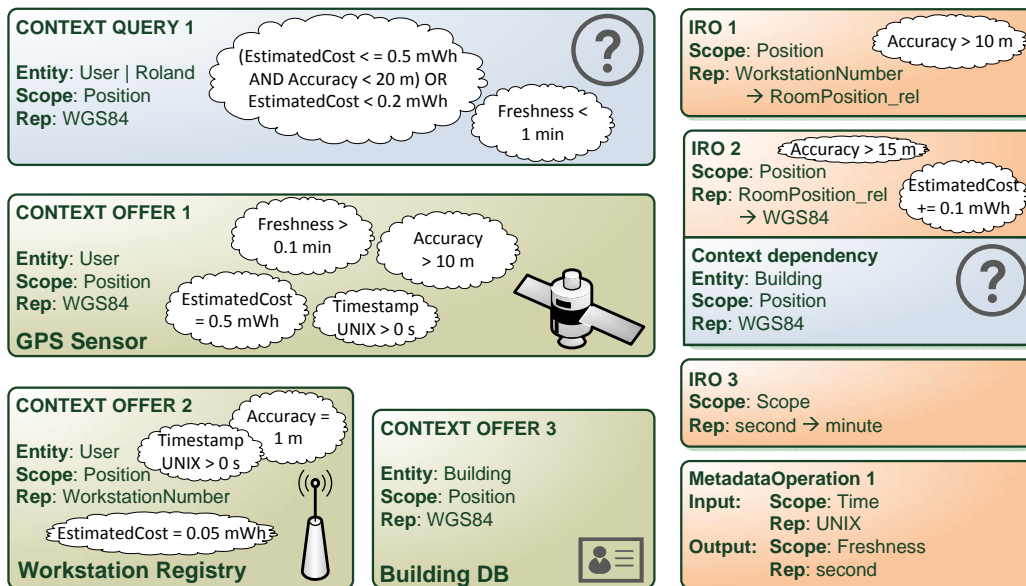 CONTEXT QUERY 1
Entity: User | Roland
Scope: Position
Rep: WGS84
(EstimatedCost < = 0.5 mWh
AND Accuracy < 20 m) OR
EstimatedCost < 0.2 mWh
Freshness <
1 min
?
CONTEXT OFFER 1
Entity: User
Scope: Position
Rep: WGS84
GPS Sensor
Freshness >
0.1 min
Accuracy
> 10 m
EstimatedCost
= 0.5 mWh
Timestamp
UNIX > 0 s
CONTEXT OFFER 2
Entity: User
Scope: Position
Rep: WorkstationNumber
Accuracy =
1 m
Timestamp
UNIX > 0 s
EstimatedCost = 0.05 mWh
Workstation Registry
CONTEXT OFFER 3
Entity: Building
Scope: Position
Rep: WGS84
Building DB
IRO 1
Scope: Position
Rep: WorkstationNumber
→ RoomPosition_rel
Accuracy > 10 m
IRO 2
Scope: Position
Rep: RoomPosition_rel
→ WGS84
Accuracy > 15 m
EstimatedCost
+= 0.1 mWh
Context dependency
Entity: Building
Scope: Position
Rep: WGS84
?
IRO 3
Scope: Scope
Rep: second → minute
MetadataOperation 1
Input: Scope: Time
Rep: UNIX
Output: Scope: Freshness
Rep: second